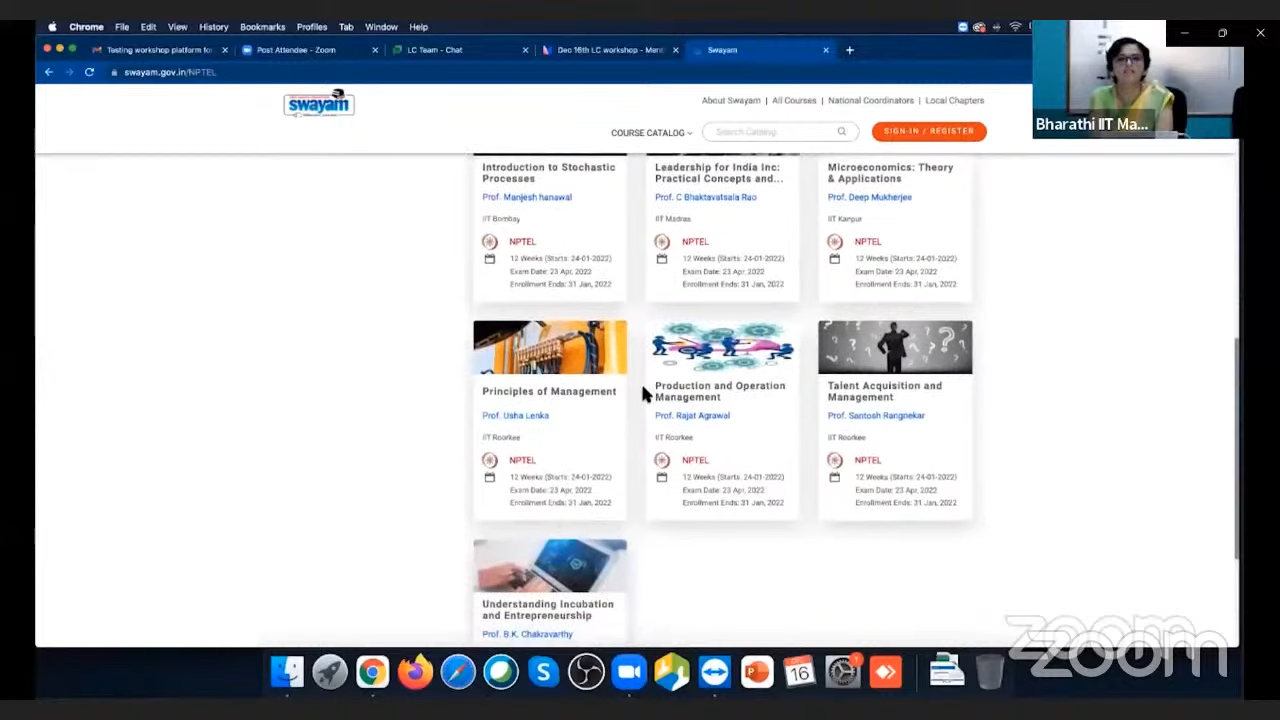 Chrome File Edit View History Bookmarks Profiles Tab Window Help
Testing workshop platform for
Post Attendee - Zoom
LC Team - Chat
Dec 16th LC workshop - Ment
Swayam
swayam.gov.in/NPTEL
swayam
About Swayam | All Courses | National Coordinators | Local Chapters
COURSE CATALOG
Search Catalog
SIGN-IN / REGISTER
Bharathi IIT Ma...
Introduction to Stochastic
Processes
Prof. Manjesh hanawal
IIT Bombay
NPTEL
12 Weeks (Starts: 24-01-2022)
Exam Date: 23 Apr, 2022
Enrollment Ends: 31 Jan, 2022
Leadership for India Inc:
Practical Concepts and...
Prof. C Bhaktavatsala Rao
IIT Madras
NPTEL
12 Weeks (Starts: 24-01-2022)
Exam Date: 23 Apr, 2022
Enrollment Ends: 31 Jan, 2022
Microeconomics: Theory
& Applications
Prof. Deep Mukherjee
IIT Kanpur
NPTEL
12 Weeks (Starts: 24-01-2022)
Exam Date: 23 Apr, 2022
Enrollment Ends: 31 Jan, 2022
Principles of Management
Prof. Usha Lenka
IIT Roorkee
NPTEL
12 Weeks (Starts: 24-01-2022)
Exam Date: 23 Apr, 2022
Enrollment Ends: 31 Jan, 2022
Production and Operation
Management
Prof. Rajat Agrawal
IIT Roorkee
NPTEL
12 Weeks (Starts: 24-01-2022)
Exam Date: 23 Apr, 2022
Enrollment Ends: 31 Jan, 2022
Talent Acquisition and
Management
Prof. Santosh Rangnekar
IIT Roorkee
NPTEL
12 Weeks (Starts: 24-01-2022)
Exam Date: 23 Apr, 2022
Enrollment Ends: 31 Jan, 2022
Understanding Incubation
and Entrepreneurship
Prof. B.K. Chakravarthy
zoom
zoom
16
1